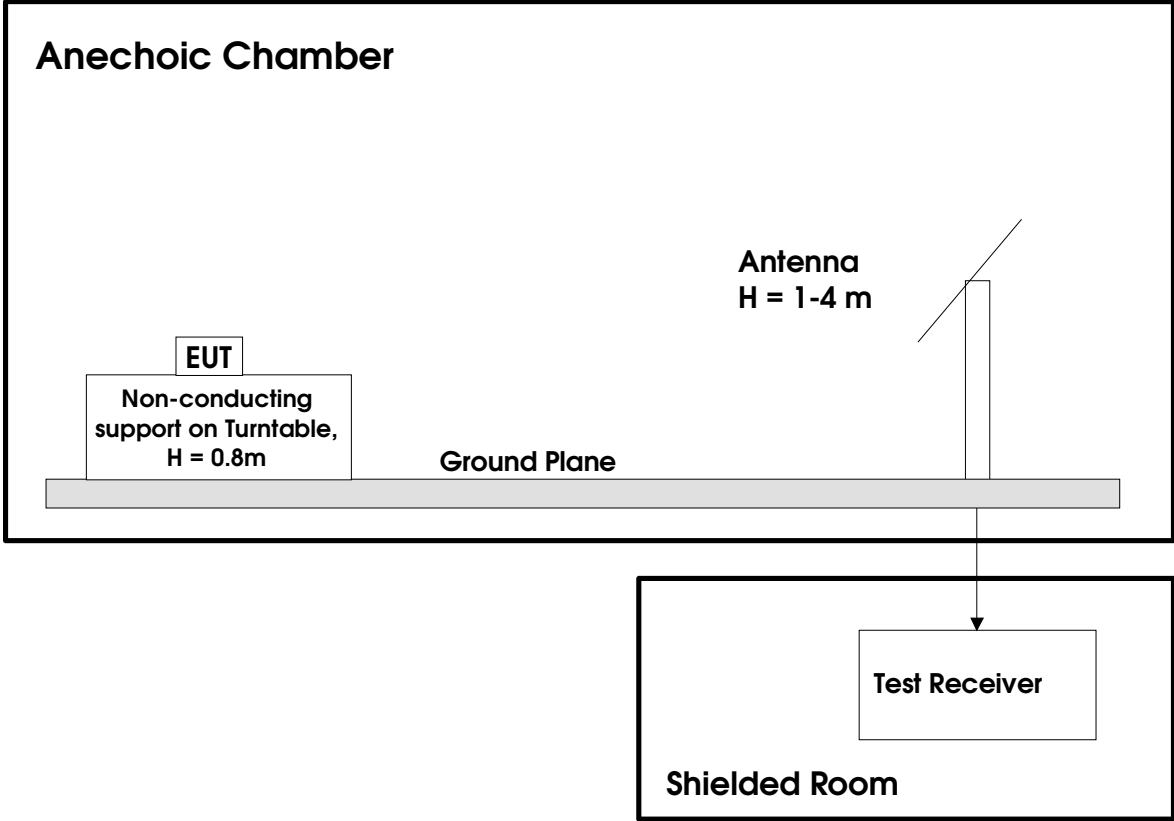 Anechoic Chamber
Antenna
H = 1-4 m
EUT
Non-conducting
support on Turntable,
H = 0.8m
Ground Plane
Test Receiver
Shielded Room